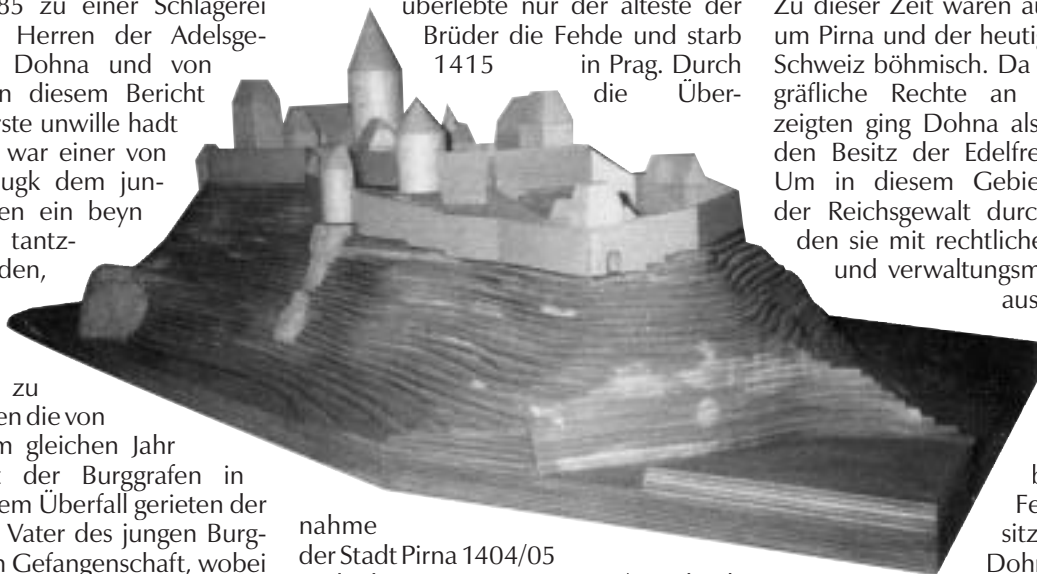 85 zu einer Schlägerei
Herren der Adelsge-
Dohna und von
n diesem Bericht
rste unwille hadt
war einer von
ugk dem jun-
en ein beyn
tantz-
den,
zu
en die von
m gleichen Jahr
der Burggrafen in
em Überfall gerieten der
Vater des jungen Burg-
n Gefangenschaft, wobei
überlebte nur der älteste der
Brüder die Fehde und starb
1415 in Prag. Durch
die Über-
nahme
der Stadt Pirna 1404/05
Zu dieser Zeit waren au
um Pirna und der heutig
Schweiz böhmisch. Da
gräfliche Rechte an
zeigten ging Dohna als
den Besitz der Edelfre
Um in diesem Gebie
der Reichsgewalt durc
den sie mit rechtliche
und verwaltungsm
aus
b
Fe
sitz
Dohn